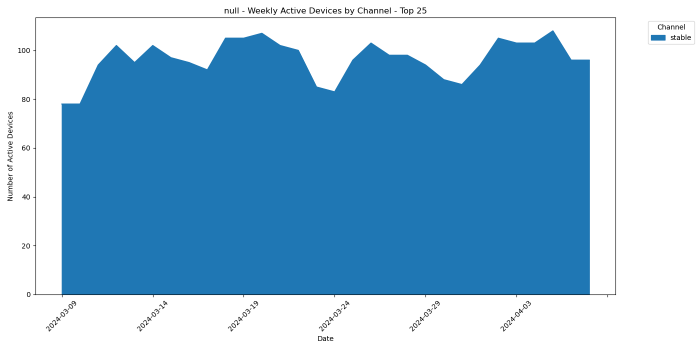 null - Weekly Active Devices by Channel - Top 25
Channel
stable
Number of Active Devices
100
80
60
40
20
0
2024-03-09
2024-03-14
2024-03-19
2024-03-24
2024-03-29
2024-04-03
Date